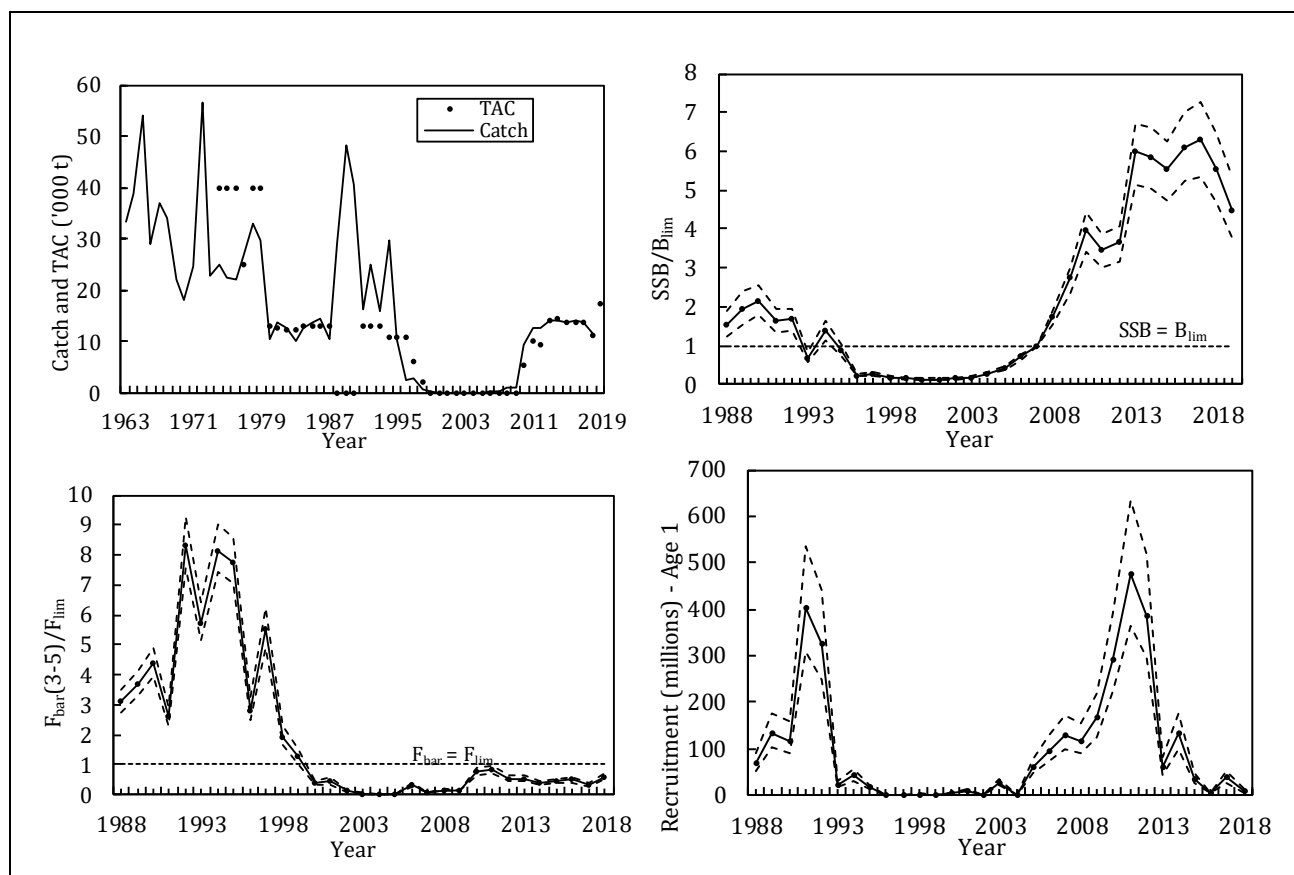 60
50
40
30
20
10
0
Catch and TAC ('000 t)
TAC
Catch
1963 1971 1979 1987 1995 2003 2011 2019
Year
8
7
6
5
4
3
2
1
0
SSB/Blim
SSB = Blim
1988 1993 1998 2003 2008 2013 2018
Year
10
9
8
7
6
5
4
3
2
1
0
Fbar(3-5)/Flim
Fbar = Flim
1988 1993 1998 2003 2008 2013 2018
Year
700
600
500
400
300
200
100
0
Recruitment (millions) - Age 1
1988 1993 1998 2003 2008 2013 2018
Year